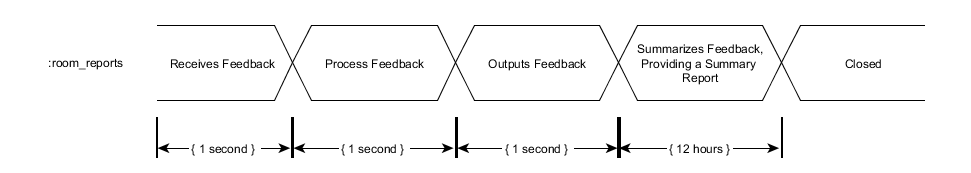 :room_reports
Receives Feedback
Process Feedback
Outputs Feedback
Summarizes Feedback,
Providing a Summary
Report
Closed
{ 1 second }
{ 1 second }
{ 1 second }
{ 12 hours }